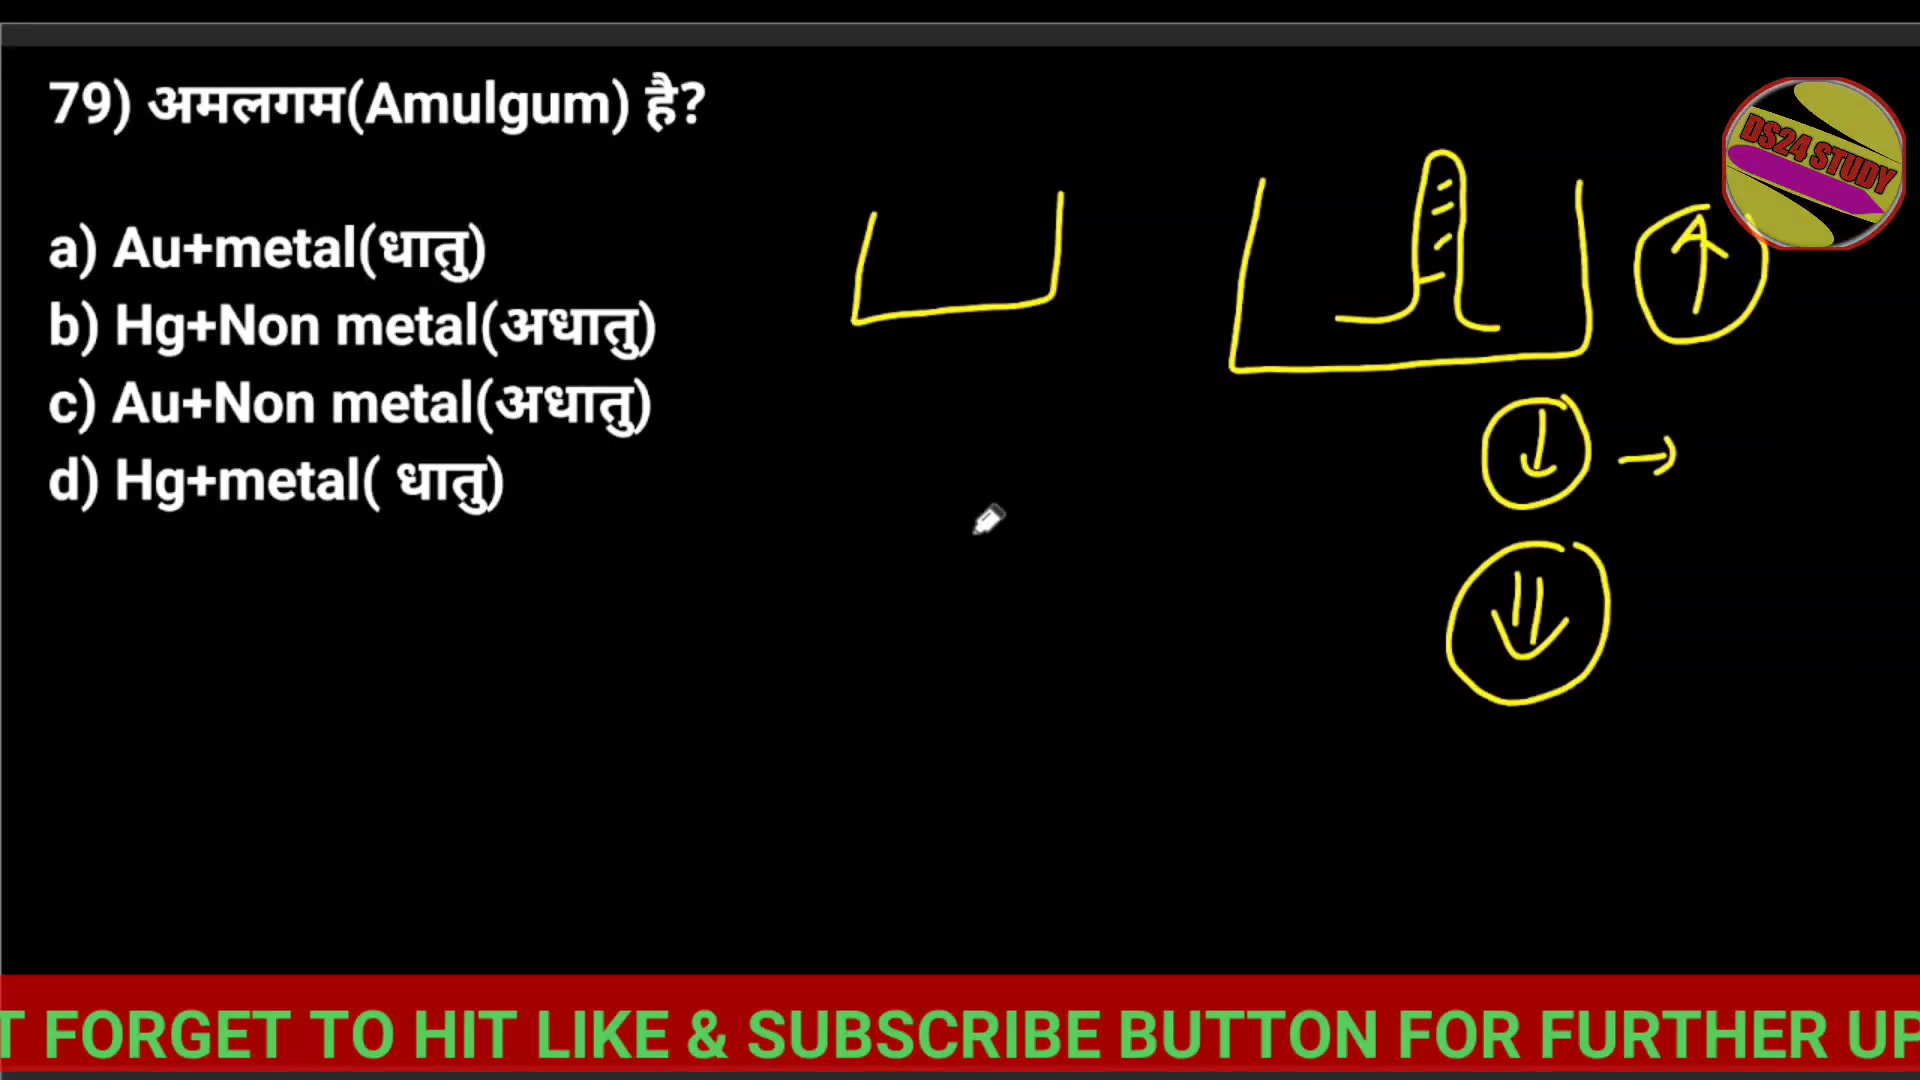 79) अमलगम(Amulgum) है?
a) Au+metal(धातु)
b) Hg+Non metal(अधातु)
c) Au+Non metal(अधातु)
d) Hg+metal( धातु)
DS24 STUDY
T FORGET TO HIT LIKE & SUBSCRIBE BUTTON FOR FURTHER UP